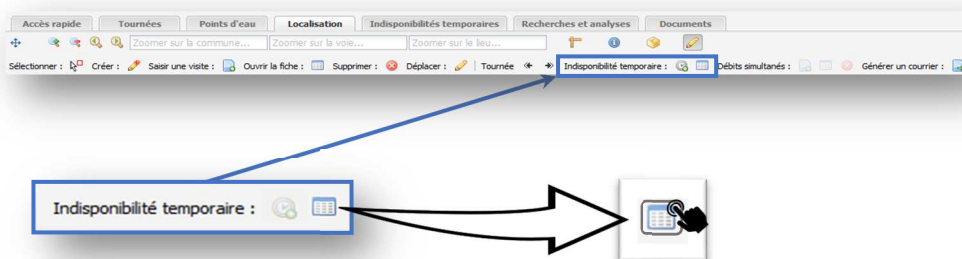 Accès rapide Tournées Points d'eau Localisation Indisponibilités temporaires Recherches et analyses Documents
Zoomer sur la commune... Zoomer sur la voie... Zoomer sur le lieu...
Sélectionner : Créer : Saisir une visite : Ouvrir la fiche : Supprimer : Déplacer : | Tournée Indisponibilité temporaire : Débits simultanés : Générer un courrier :
Indisponibilité temporaire :